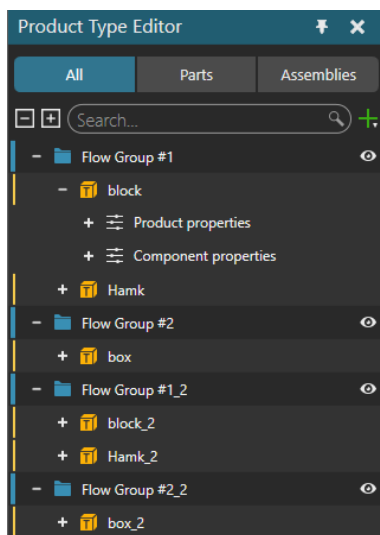 Product Type Editor
All Parts Assemblies
Search...
Flow Group #1
block
Product properties
Component properties
Hamk
Flow Group #2
box
Flow Group #1_2
block_2
Hamk_2
Flow Group #2_2
box_2